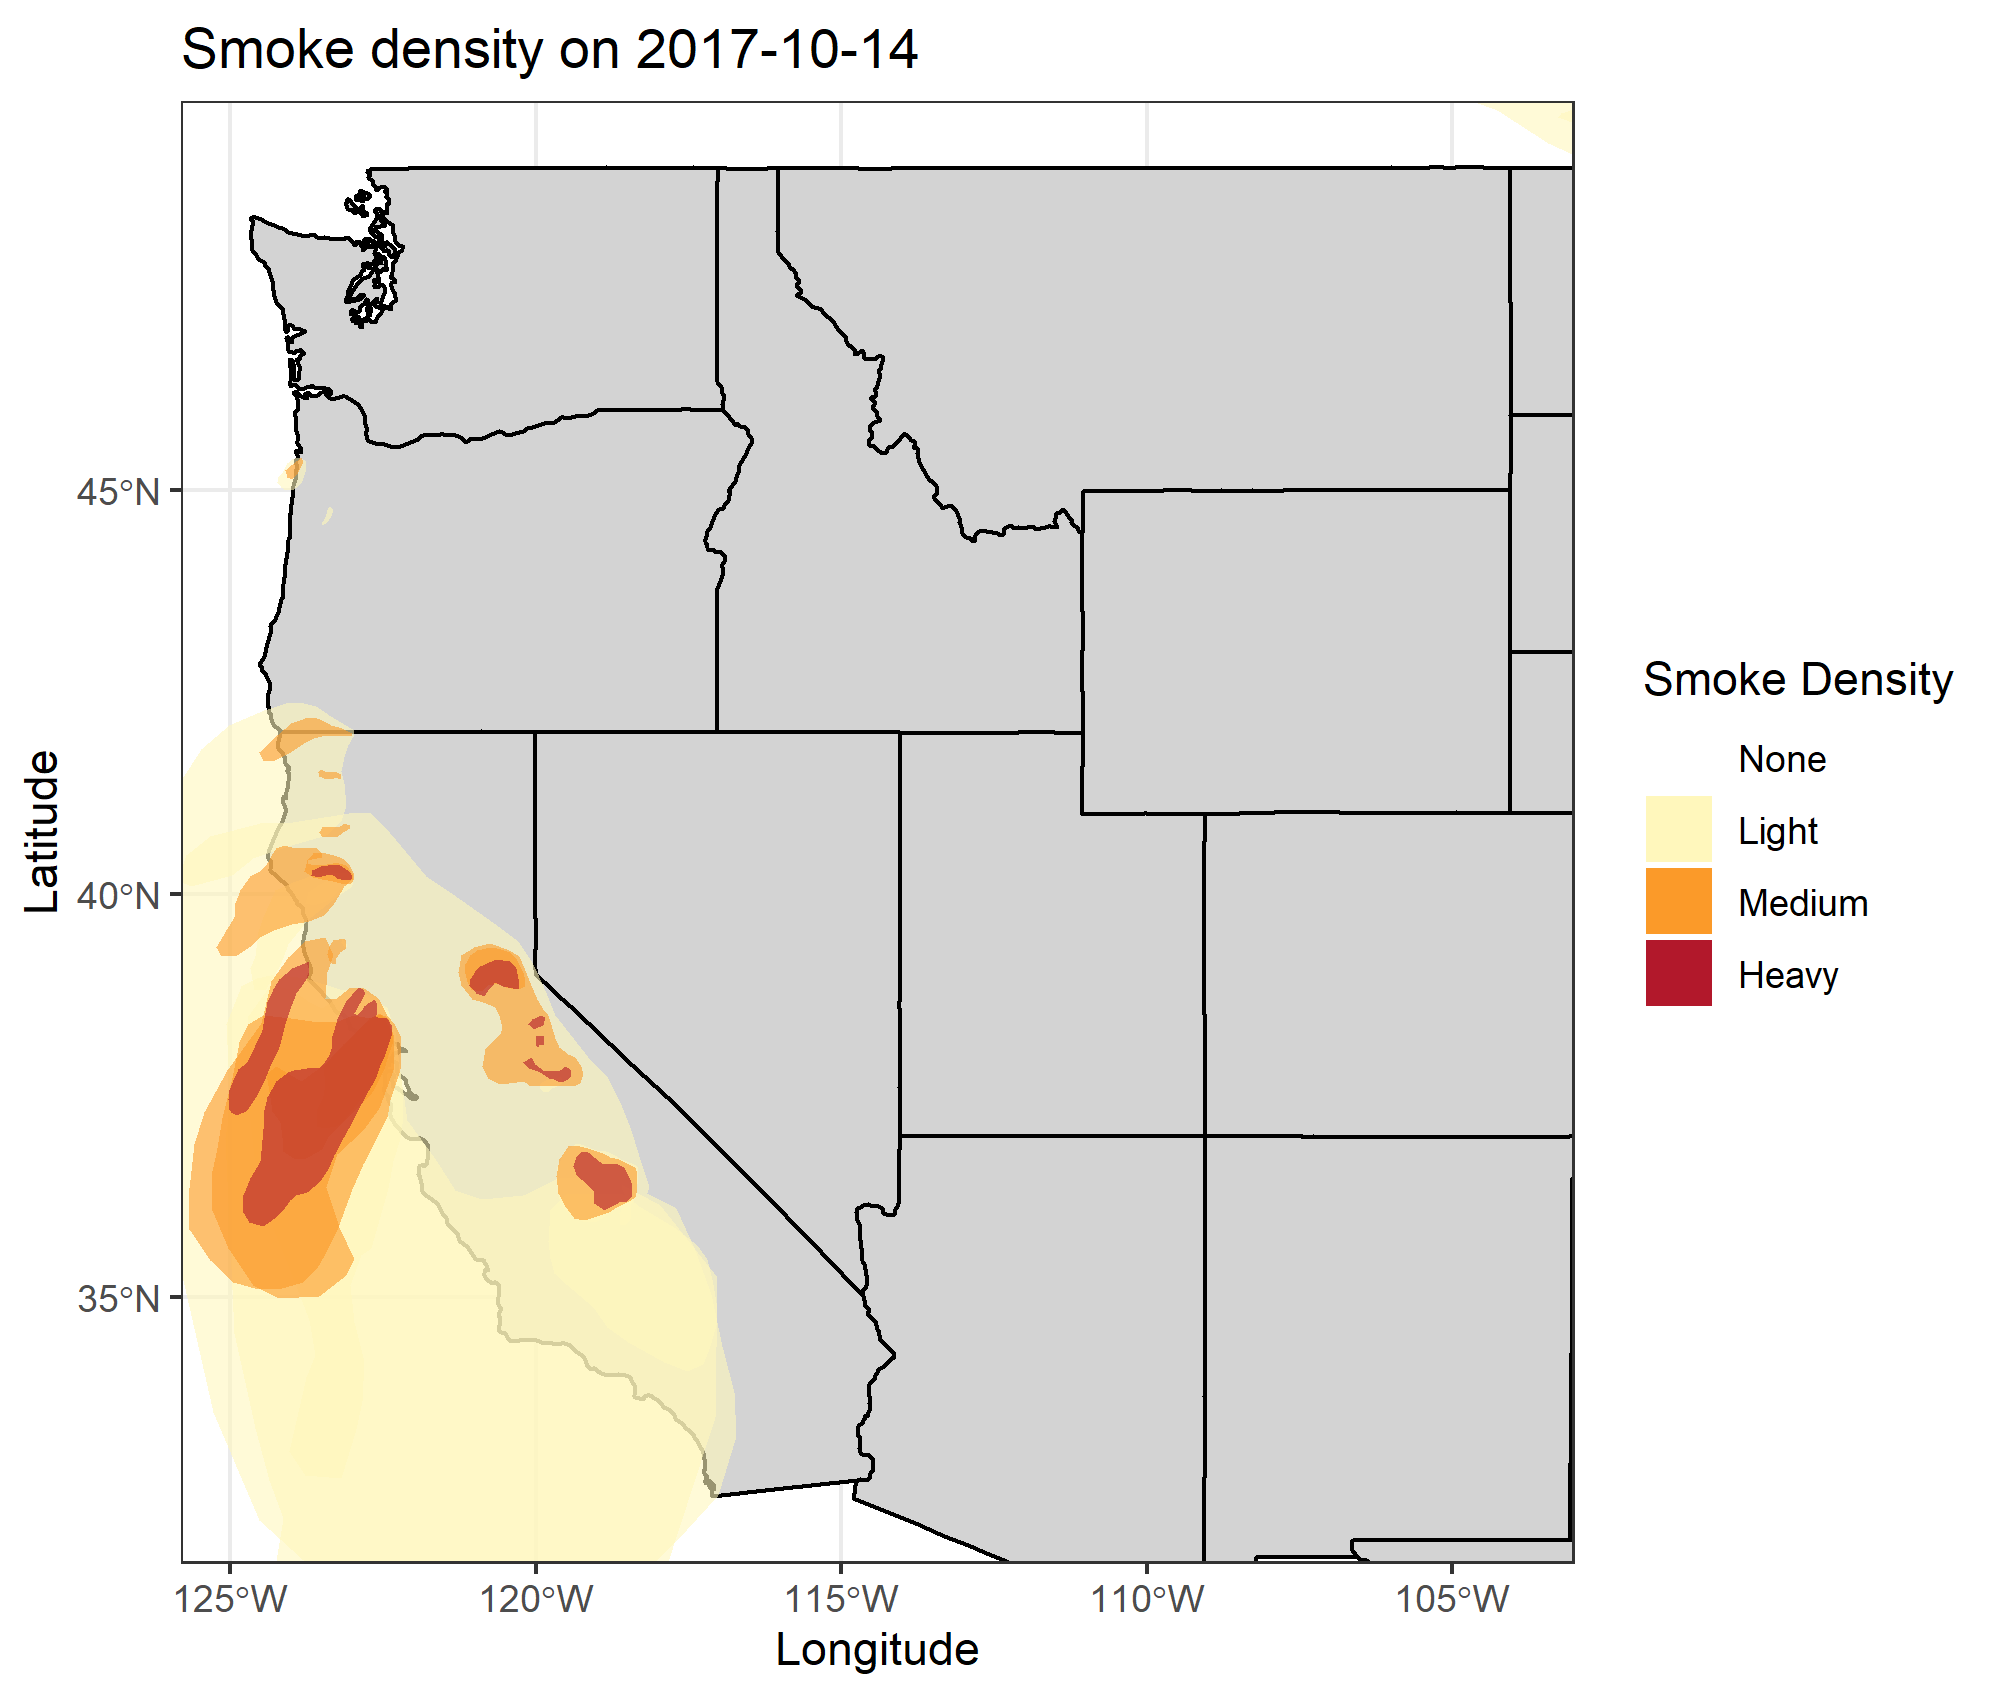 Smoke density on 2017-10-14
45°N
40°N
35°N
Latitude
125°W
120°W
115°W
110°W
105°W
Longitude
Smoke Density
None
Light
Medium
Heavy